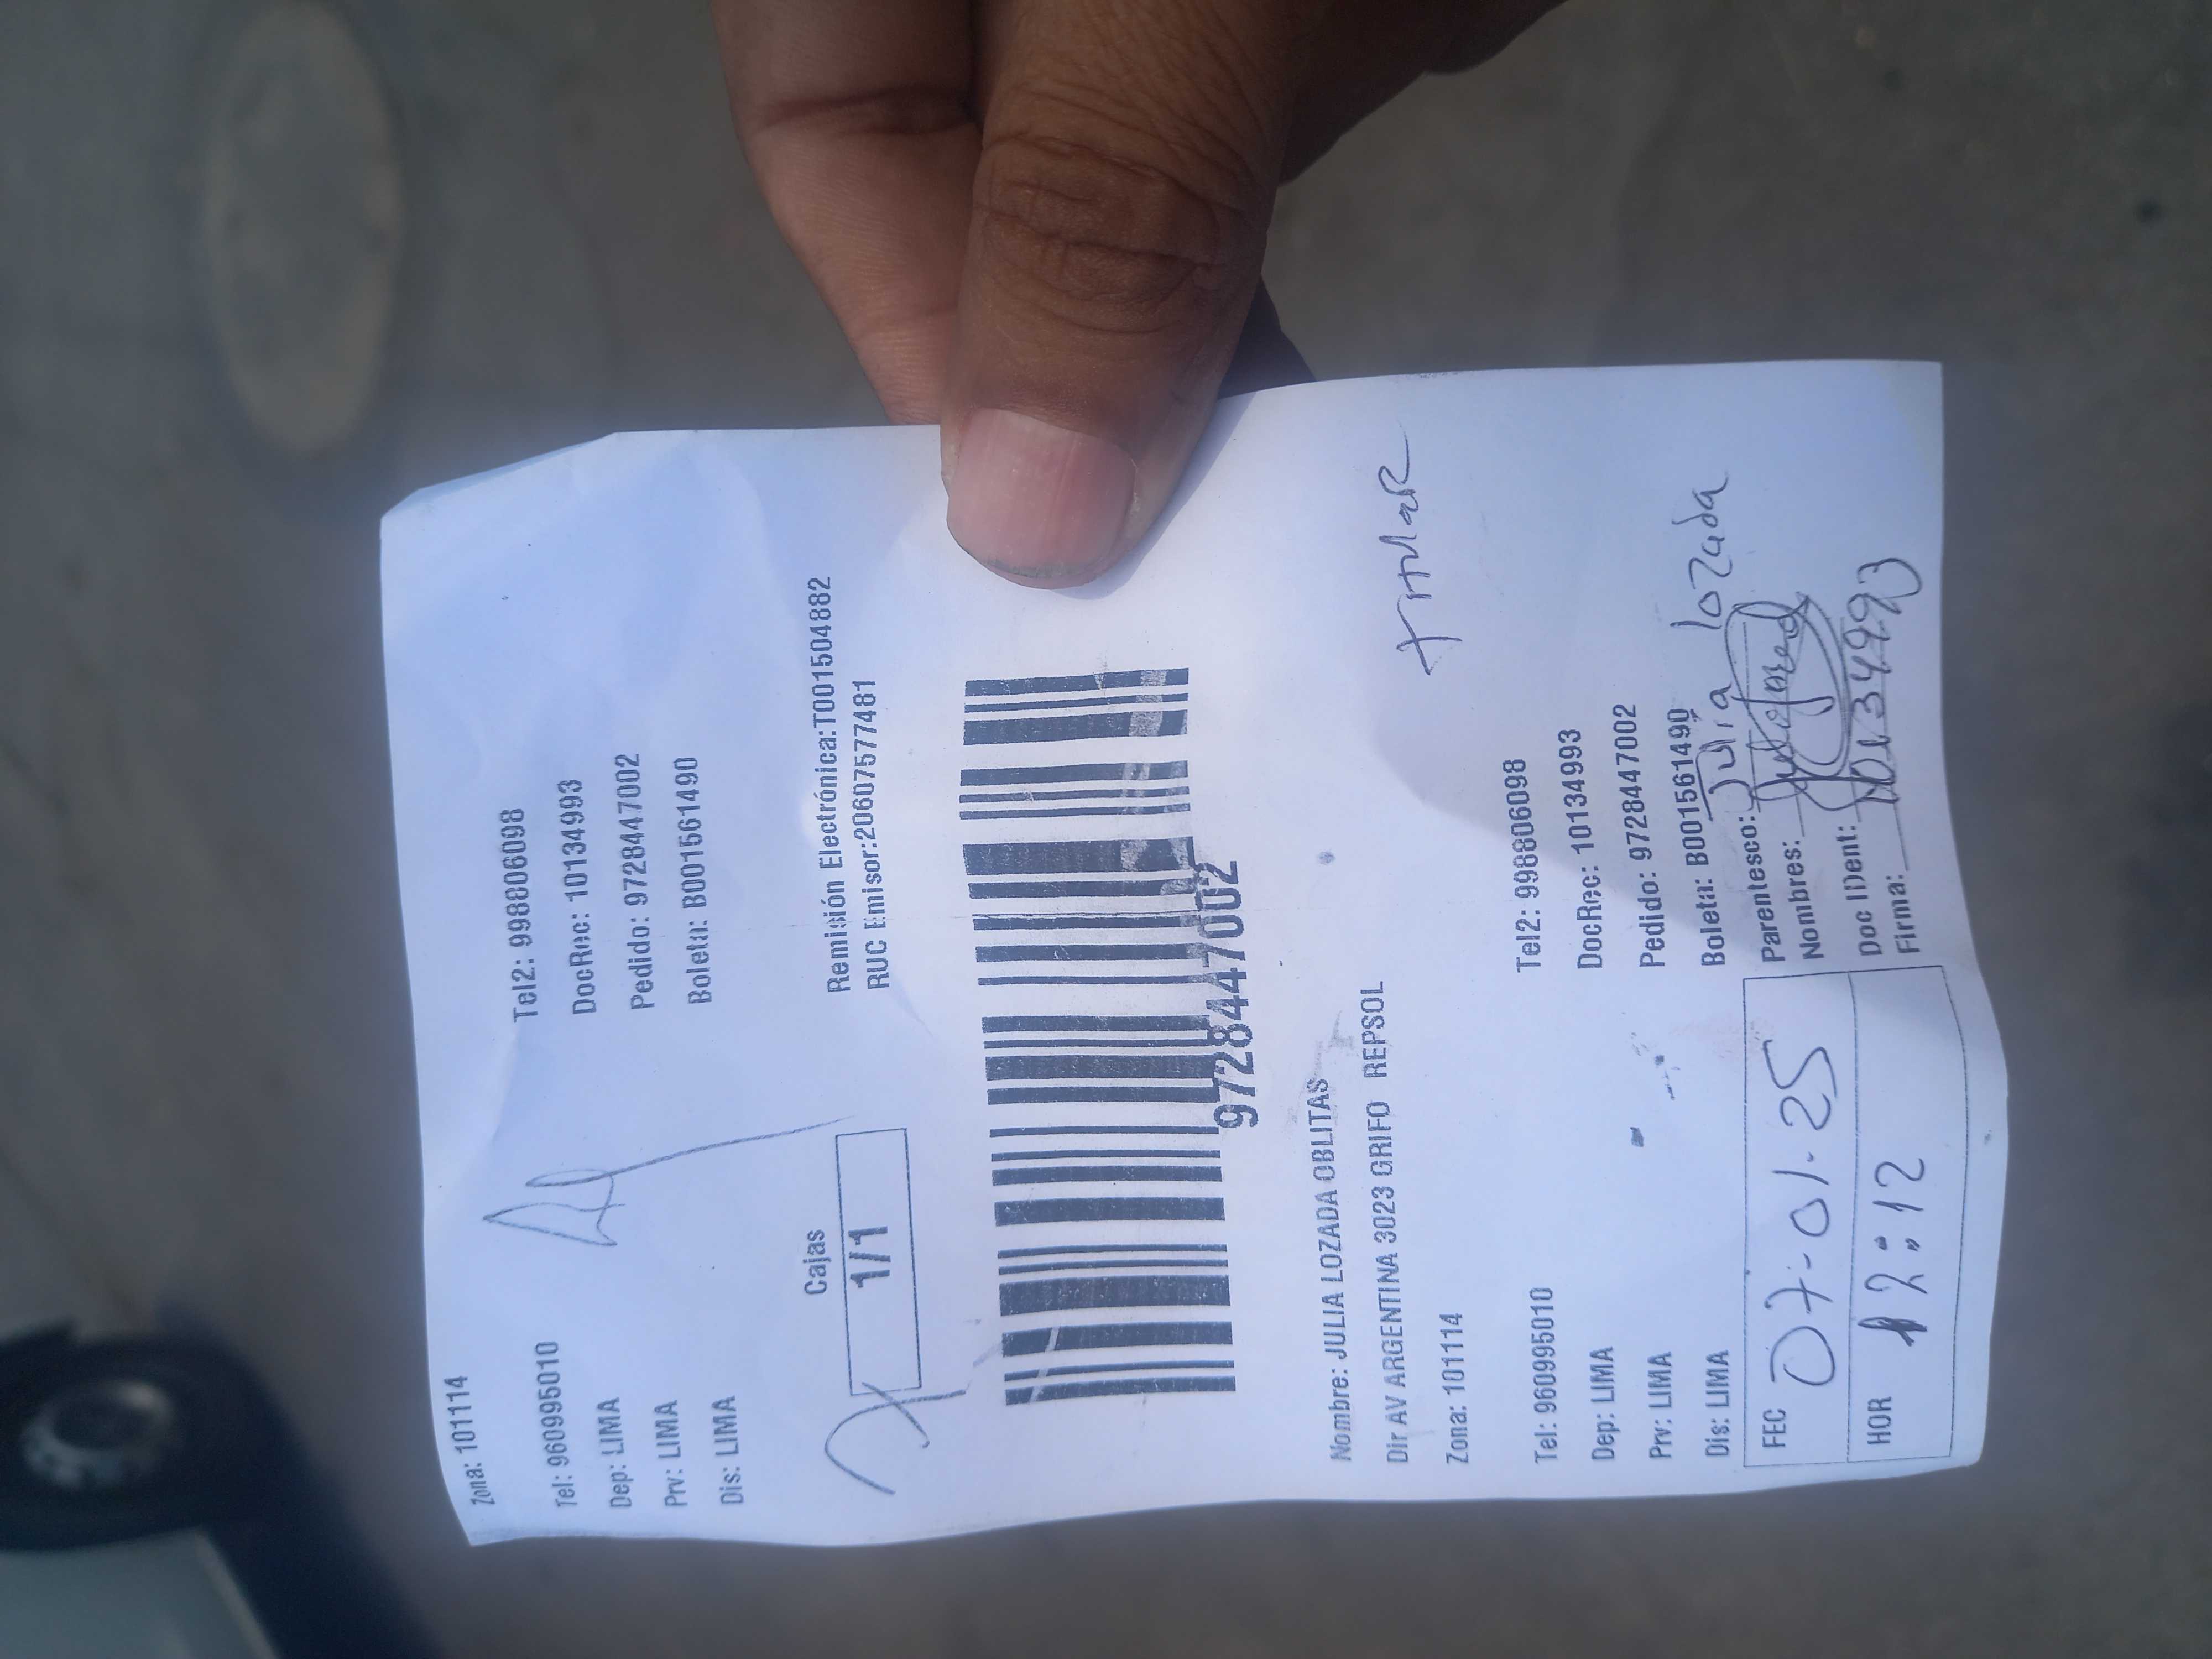 Zona: 101114
Tel: 960995010 Tel2: 998806098
Dep: LIMA DocRec: 10134993
Prv: LIMA Pedido: 9728447002
Dis: LIMA Boleta: B001561490
Cajas Remisión Electrónica:T001504882
1/1 RUC Emisor:20607577481
9728447002
Nombre: JULIA LOZADA OBLITAS
Dir AV ARGENTINA 3023 GRIFO REPSOL
Zona: 101114
Tel: 960995010 Tel2: 998806098
Dep: LIMA DocRec: 10134993
Prv: LIMA Pedido: 9728447002
Dis: LIMA Boleta: B001561490
FEC 07-01-25 Parentesco: Julia lozada
Nombres:
HOR 12:12 Doc IDent: 10134993
Firma: